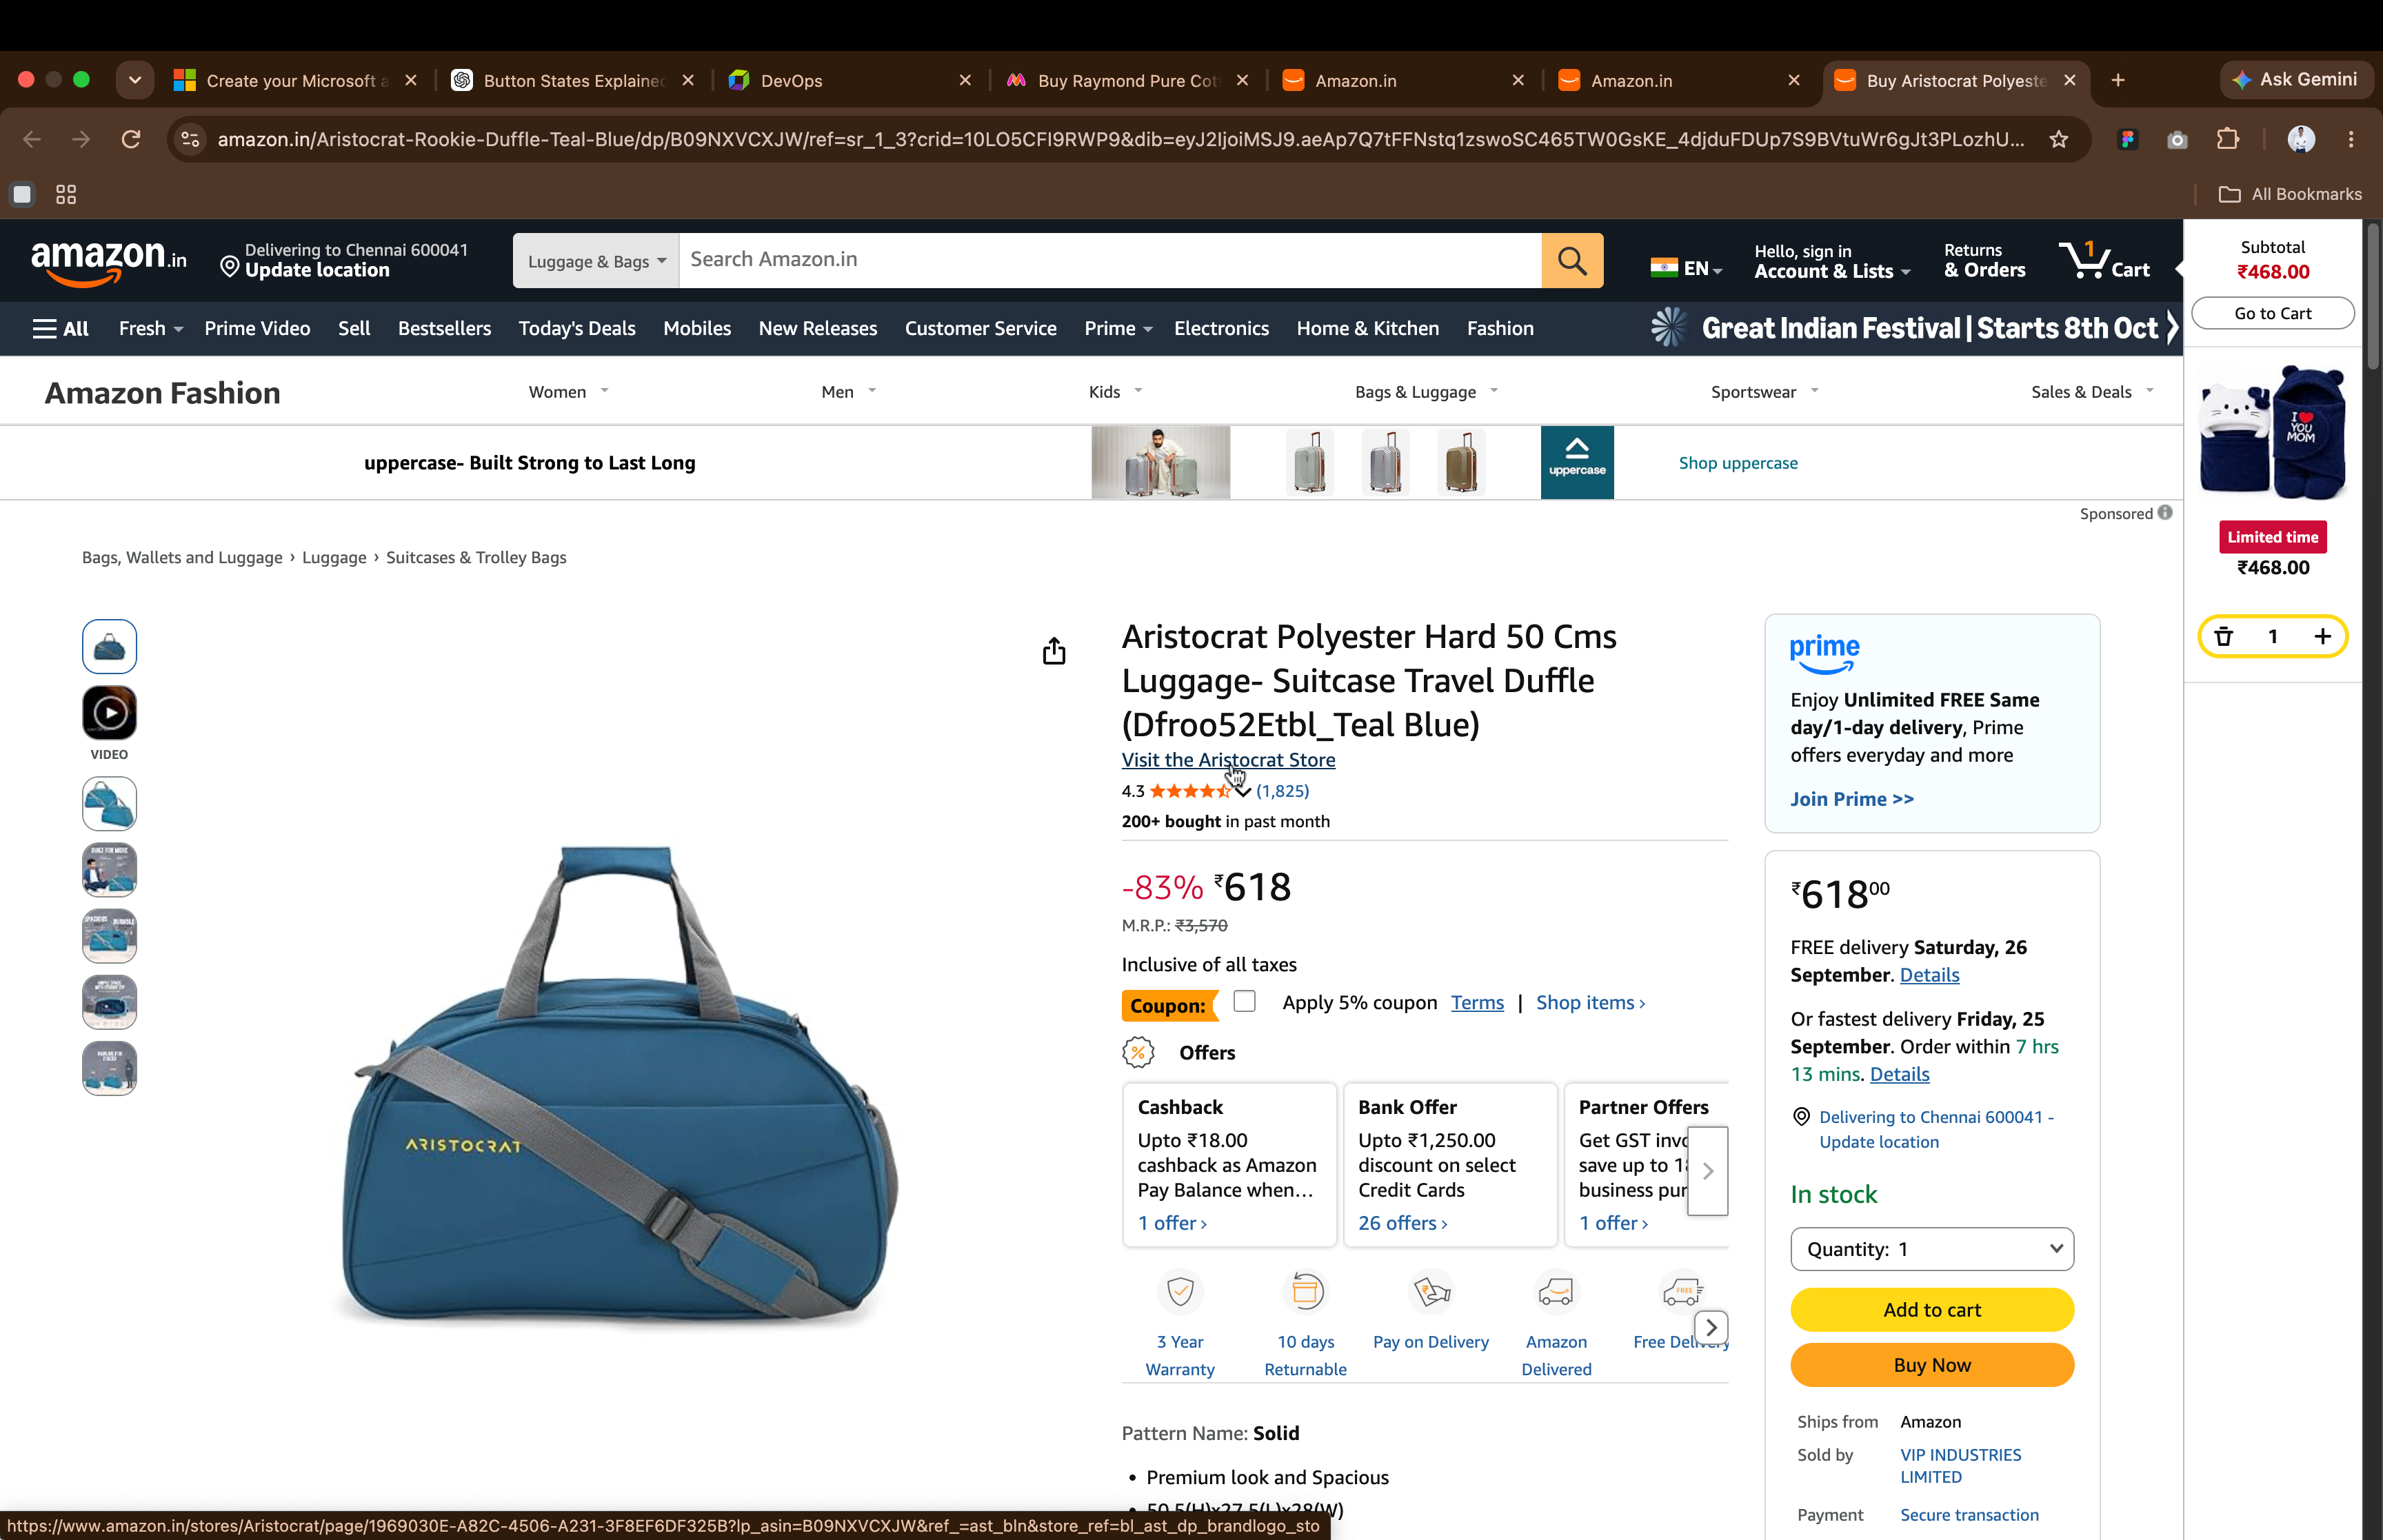 Create your Microsoft a
Button States Explained
DevOps
Buy Raymond Pure Cot
Amazon.in
Amazon.in
Buy Aristocrat Polyeste
Ask Gemini
amazon.in/Aristocrat-Rookie-Duffle-Teal-Blue/dp/B09NXVCXJW/ref=sr_1_3?crid=10LO5CFI9RWP9&dib=eyJ2IjoiMSJ9.aeAp7Q7tFFNstq1zswoSC465TW0GsKE_4djduFDUp7S9BVtuWr6gJt3PLozhU...
All Bookmarks
amazon.in
Delivering to Chennai 600041
Update location
Luggage & Bags
Search Amazon.in
EN
Hello, sign in
Account & Lists
Returns
& Orders
1
Cart
Subtotal
₹468.00
Go to Cart
All
Fresh
Prime Video
Sell
Bestsellers
Today's Deals
Mobiles
New Releases
Customer Service
Prime
Electronics
Home & Kitchen
Fashion
Great Indian Festival | Starts 8th Oct
Amazon Fashion
Women
Men
Kids
Bags & Luggage
Sportswear
Sales & Deals
uppercase- Built Strong to Last Long
uppercase
Shop uppercase
Sponsored
I
YOU
MOM
Limited time
₹468.00
1
Bags, Wallets and Luggage › Luggage › Suitcases & Trolley Bags
VIDEO
BUILT FOR MORE
SPACIOUS DURABLE
ARISTOCRAT
Aristocrat Polyester Hard 50 Cms
Luggage- Suitcase Travel Duffle
(Dfroo52Etbl_Teal Blue)
Visit the Aristocrat Store
4.3
(1,825)
200+ bought in past month
-83% ₹618
M.R.P.: ₹3,570
Inclusive of all taxes
Coupon:
Apply 5% coupon Terms | Shop items ›
Offers
Cashback
Upto ₹18.00
cashback as Amazon
Pay Balance when…
1 offer ›
Bank Offer
Upto ₹1,250.00
discount on select
Credit Cards
26 offers ›
Partner Offers
Get GST invo
save up to 18
business pur
1 offer ›
3 Year
Warranty
10 days
Returnable
Pay on Delivery
Amazon
Delivered
FREE
Free Delivery
Pattern Name: Solid
• Premium look and Spacious
• 50.5(H)x27.5(L)x28(W)
prime
Enjoy Unlimited FREE Same
day/1-day delivery, Prime
offers everyday and more
Join Prime >>
₹61800
FREE delivery Saturday, 26
September. Details
Or fastest delivery Friday, 25
September. Order within 7 hrs
13 mins. Details
Delivering to Chennai 600041 -
Update location
In stock
Quantity: 1
Add to cart
Buy Now
Ships from Amazon
Sold by VIP INDUSTRIES
LIMITED
Payment Secure transaction
https://www.amazon.in/stores/Aristocrat/page/1969030E-A82C-4506-A231-3F8EF6DF325B?lp_asin=B09NXVCXJW&ref_=ast_bln&store_ref=bl_ast_dp_brandlogo_sto